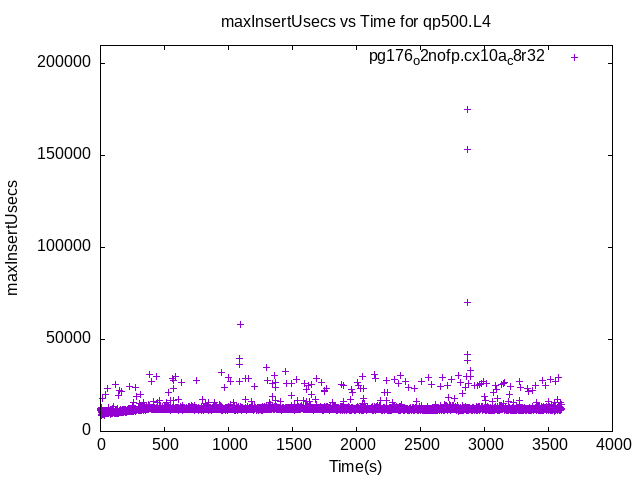 maxInsertUsecs vs Time for qp500.L4
pg176o2nofp.cx10ac8r32
200000
150000
100000
50000
0
maxInsertUsecs
0 500 1000 1500 2000 2500 3000 3500 4000
Time(s)